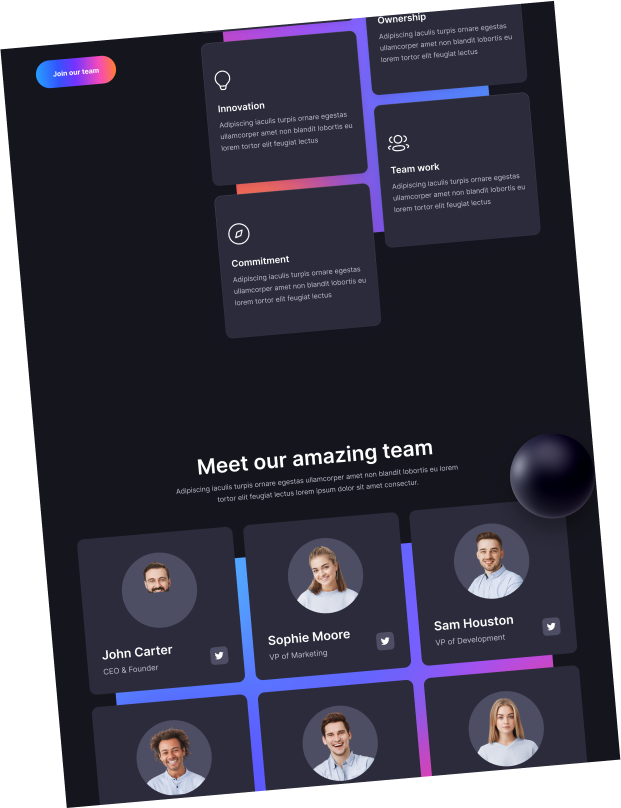 Join our team
Ownership
Adipiscing iaculis turpis ornare egestas
ullamcorper amet non blandit lobortis eu
lorem tortor elit feugiat lectus
Innovation
Adipiscing iaculis turpis ornare egestas
ullamcorper amet non blandit lobortis eu
lorem tortor elit feugiat lectus
Team work
Adipiscing iaculis turpis ornare egestas
ullamcorper amet non blandit lobortis eu
lorem tortor elit feugiat lectus
Commitment
Adipiscing iaculis turpis ornare egestas
ullamcorper amet non blandit lobortis eu
lorem tortor elit feugiat lectus
Meet our amazing team
Adipiscing iaculis turpis ornare egestas ullamcorper amet non blandit lobortis eu lorem
tortor elit feugiat lectus lorem ipsum dolor sit amet consectur.
John Carter
CEO & Founder
Sophie Moore
VP of Marketing
Sam Houston
VP of Development